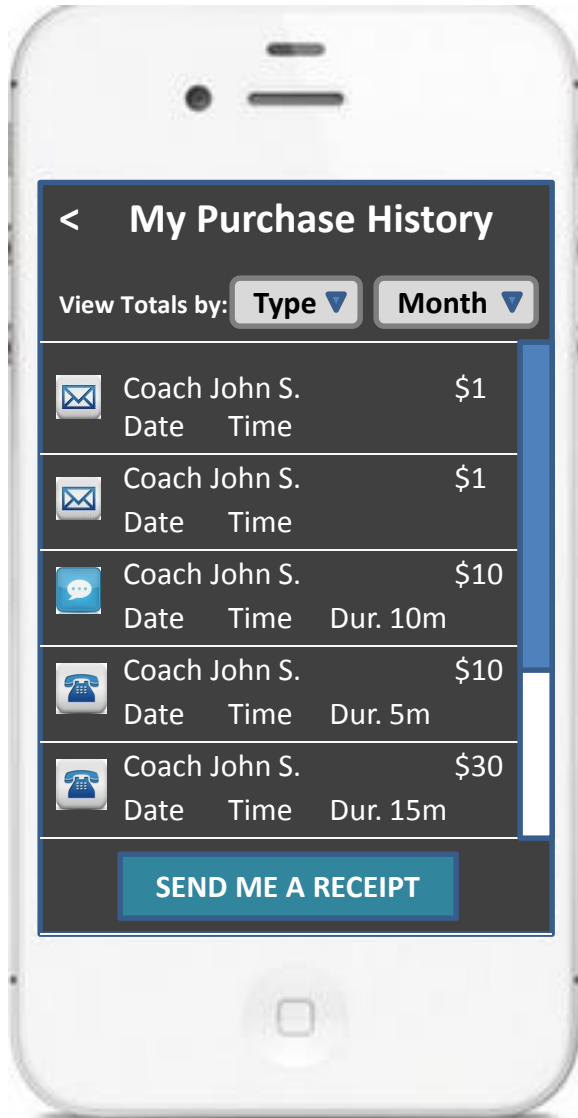 < My Purchase History
View Totals by: Type Month
Coach John S. $1
Date Time
Coach John S. $1
Date Time
Coach John S. $10
Date Time Dur. 10m
Coach John S. $10
Date Time Dur. 5m
Coach John S. $30
Date Time Dur. 15m
SEND ME A RECEIPT